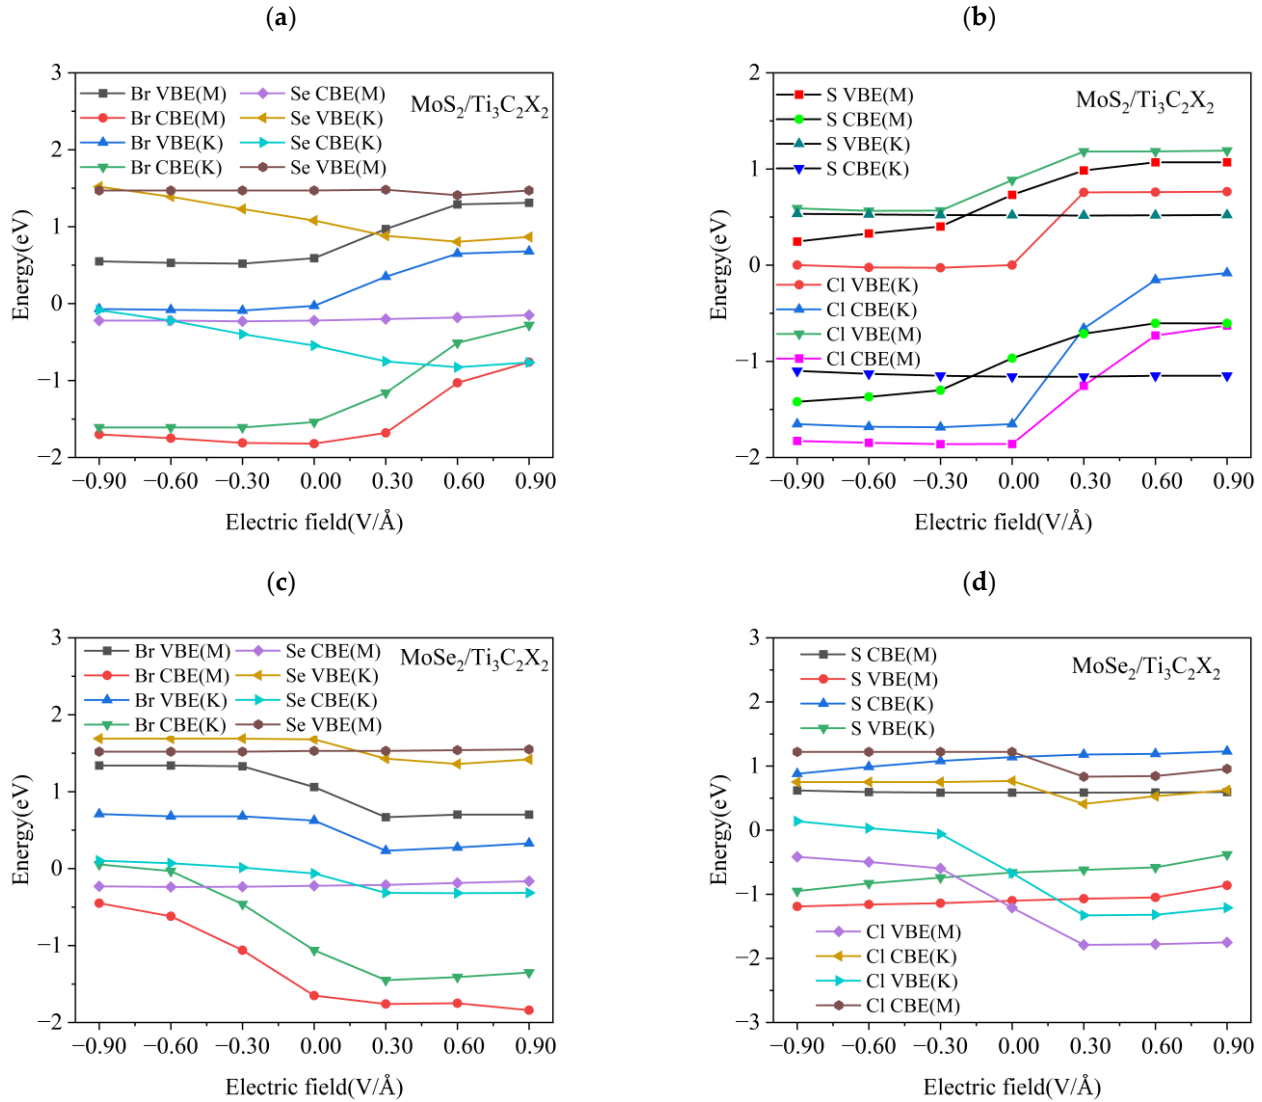 (a)
3
2
1
0
−1
−2
Energy(eV)
Br VBE(M)
Br CBE(M)
Br VBE(K)
Br CBE(K)
Se CBE(M)
Se VBE(K)
Se CBE(K)
Se VBE(M)
MoS2/Ti3C2X2
−0.90 −0.60 −0.30 0.00 0.30 0.60 0.90
Electric field(V/Å)
(b)
2
1
0
−1
−2
Energy(eV)
S VBE(M)
S CBE(M)
S VBE(K)
S CBE(K)
MoS2/Ti3C2X2
Cl VBE(K)
Cl CBE(K)
Cl VBE(M)
Cl CBE(M)
−0.90 −0.60 −0.30 0.00 0.30 0.60 0.90
Electric field(V/Å)
(c)
3
2
1
0
−1
−2
Energy(eV)
Br VBE(M)
Br CBE(M)
Br VBE(K)
Br CBE(K)
Se CBE(M)
Se VBE(K)
Se CBE(K)
Se VBE(M)
MoSe2/Ti3C2X2
−0.90 −0.60 −0.30 0.00 0.30 0.60 0.90
Electric field(V/Å)
(d)
3
2
1
0
−1
−2
−3
Energy(eV)
S CBE(M)
S VBE(M)
S CBE(K)
S VBE(K)
MoSe2/Ti3C2X2
Cl VBE(M)
Cl CBE(K)
Cl VBE(K)
Cl CBE(M)
−0.90 −0.60 −0.30 0.00 0.30 0.60 0.90
Electric field(V/Å)